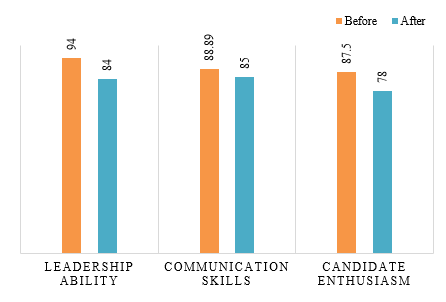 Before After
94
84
88.89
85
87.5
78
LEADERSHIP ABILITY
COMMUNICATION SKILLS
CANDIDATE ENTHUSIASM